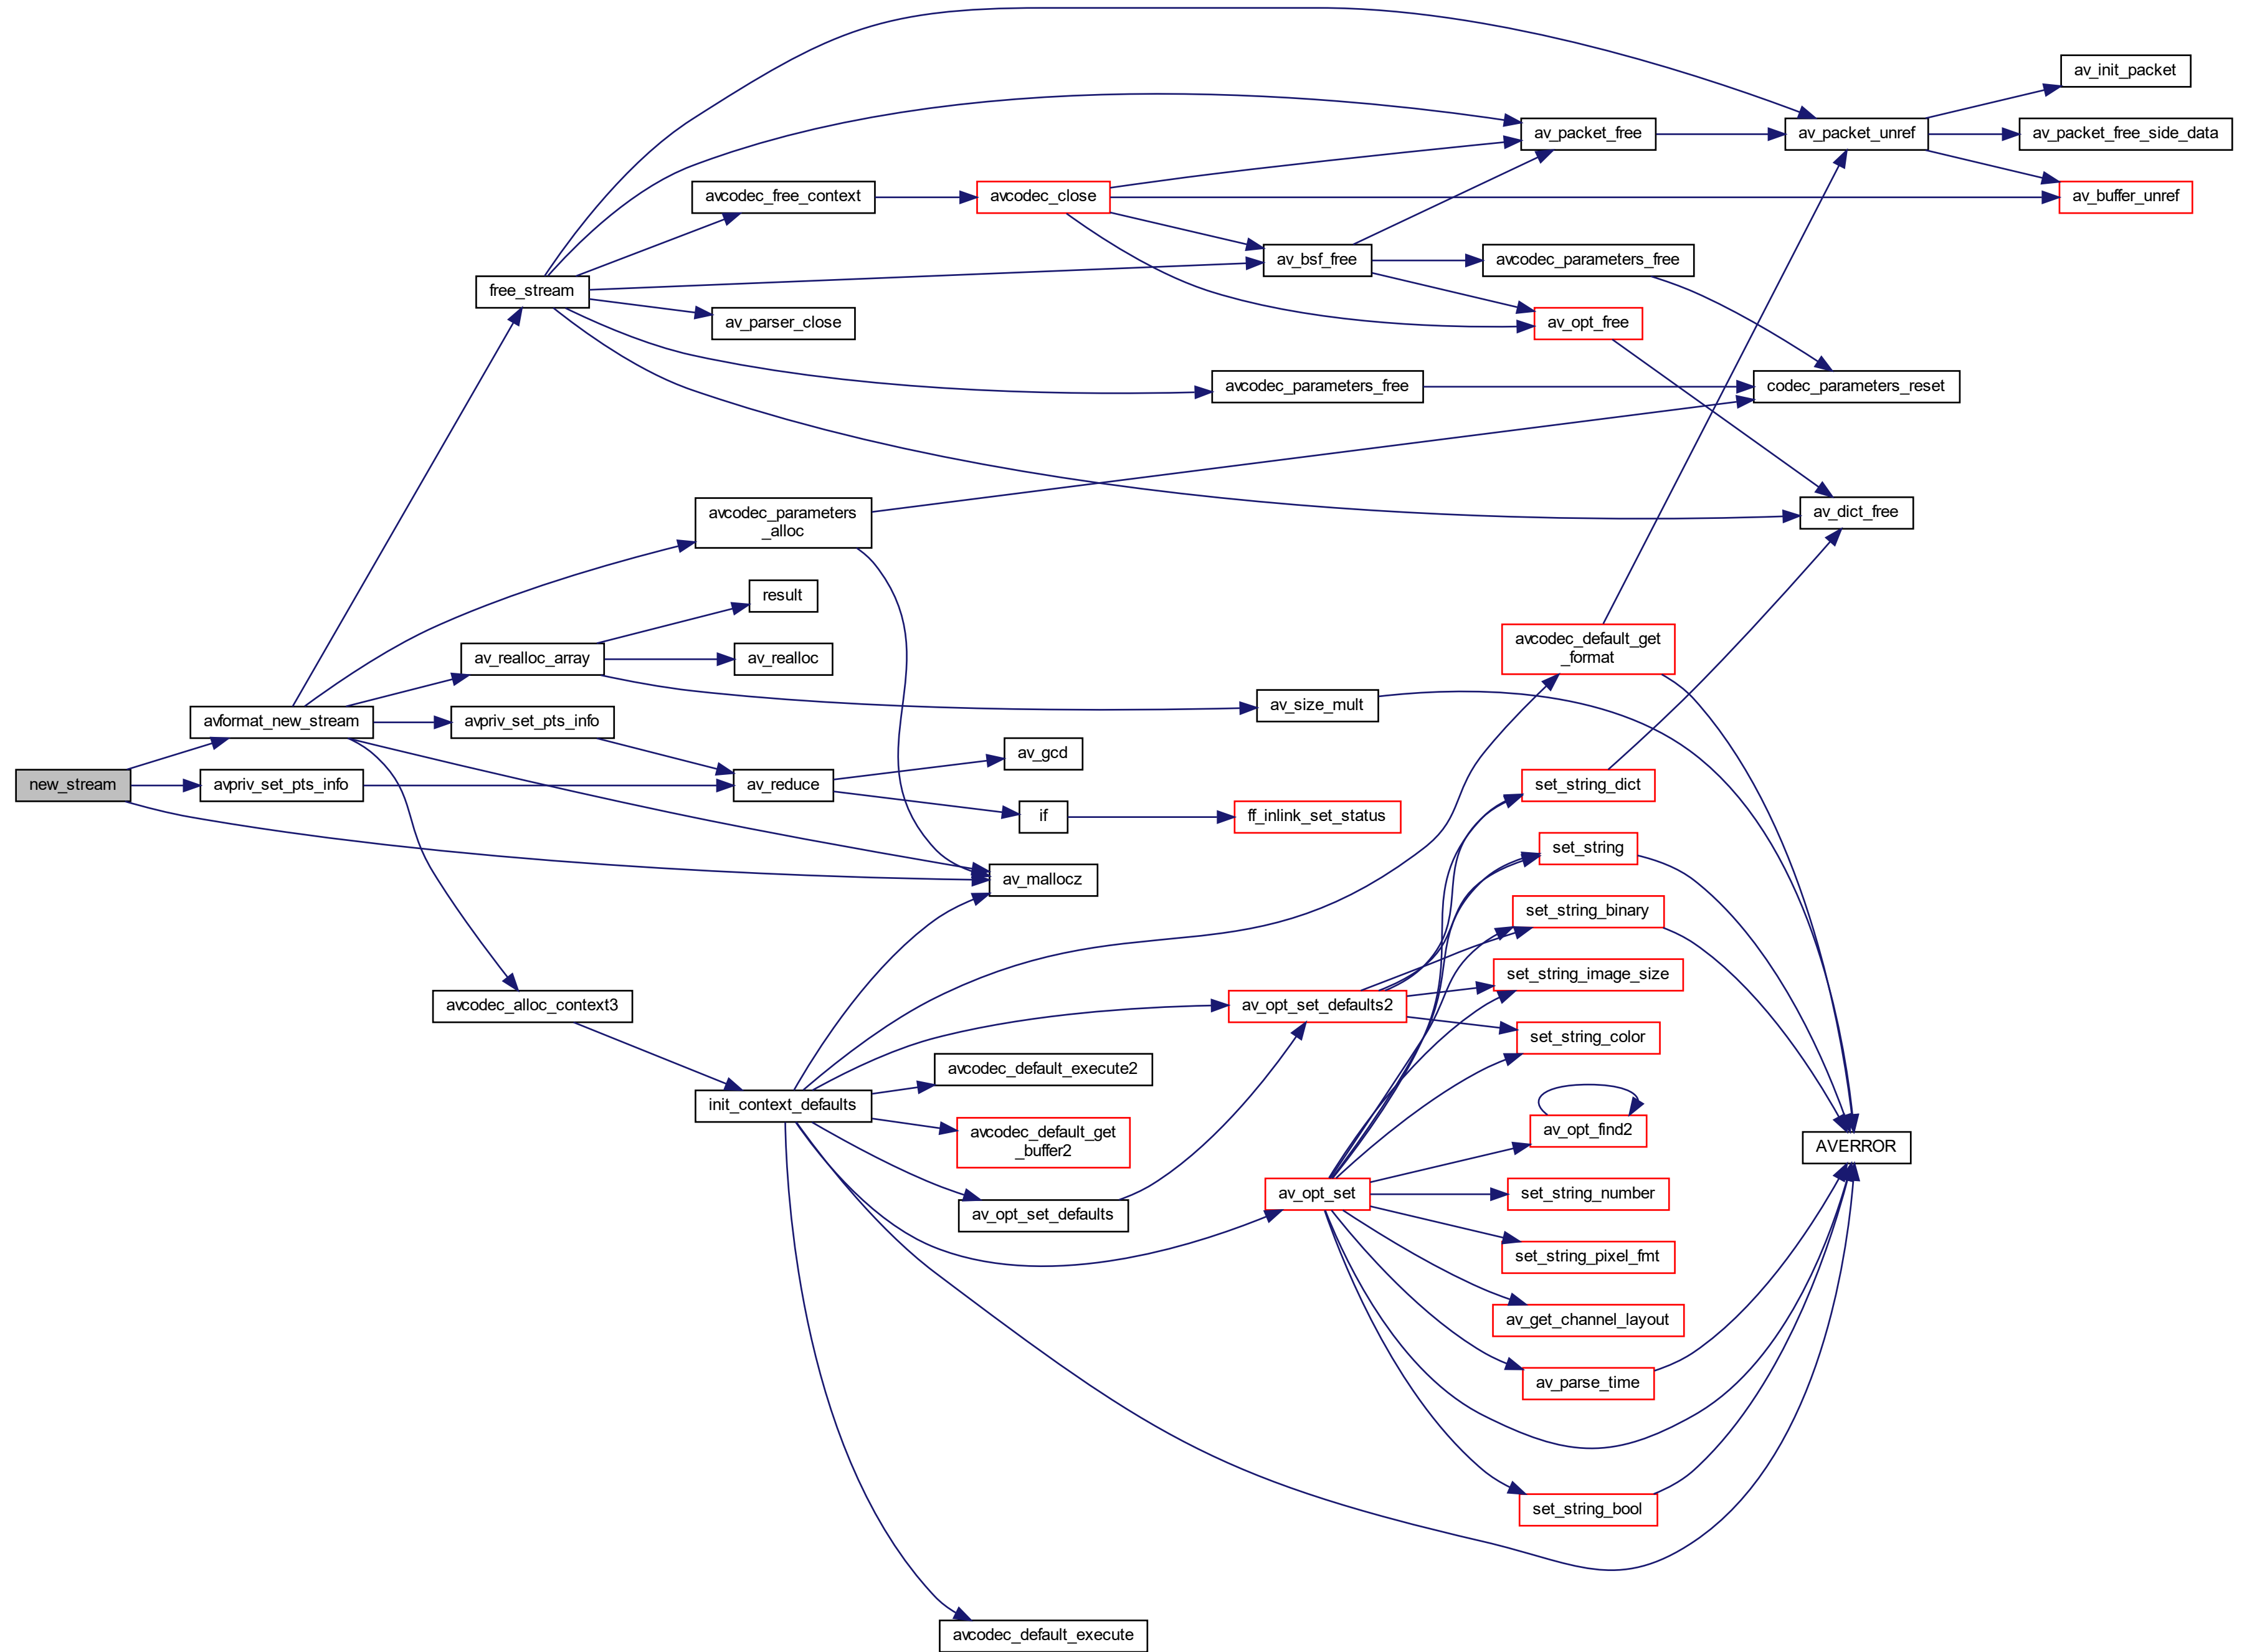 av_init_packet
av_packet_free
av_packet_unref
av_packet_free_side_data
avcodec_free_context
avcodec_close
av_buffer_unref
av_bsf_free
avcodec_parameters_free
free_stream
av_parser_close
av_opt_free
avcodec_parameters_free
codec_parameters_reset
avcodec_parameters
_alloc
av_dict_free
result
avcodec_default_get
_format
av_realloc_array
av_realloc
av_size_mult
avformat_new_stream
avpriv_set_pts_info
av_gcd
new_stream
avpriv_set_pts_info
av_reduce
set_string_dict
if
ff_inlink_set_status
set_string
av_mallocz
set_string_binary
set_string_image_size
avcodec_alloc_context3
av_opt_set_defaults2
set_string_color
avcodec_default_execute2
init_context_defaults
avcodec_default_get
_buffer2
av_opt_find2
AVERROR
av_opt_set_defaults
av_opt_set
set_string_number
set_string_pixel_fmt
av_get_channel_layout
av_parse_time
set_string_bool
avcodec_default_execute